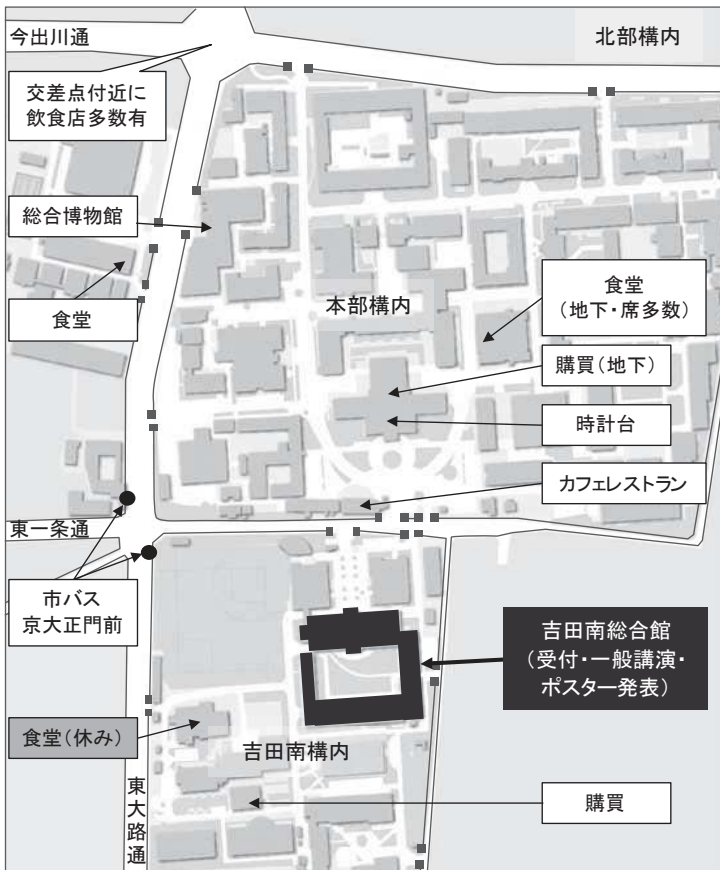 今出川通
北部構内
交差点付近に
飲食店多数有
総合博物館
食堂
本部構内
食堂
(地下・席多数)
購買(地下)
時計台
カフェレストラン
東一条通
市バス
京大正門前
吉田南総合館
(受付・一般講演・
ポスター発表)
食堂(休み)
吉田南構内
東大路通
購買